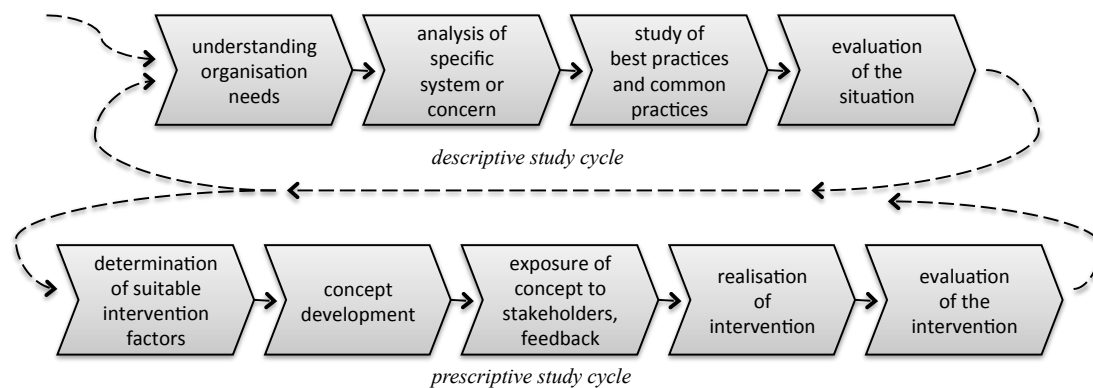 understanding
organisation
needs
analysis of
specific
system or
concern
study of
best practices
and common
practices
evaluation
of the
situation
descriptive study cycle
determination
of suitable
intervention
factors
concept
development
exposure of
concept to
stakeholders,
feedback
realisation
of
intervention
evaluation
of the
intervention
prescriptive study cycle